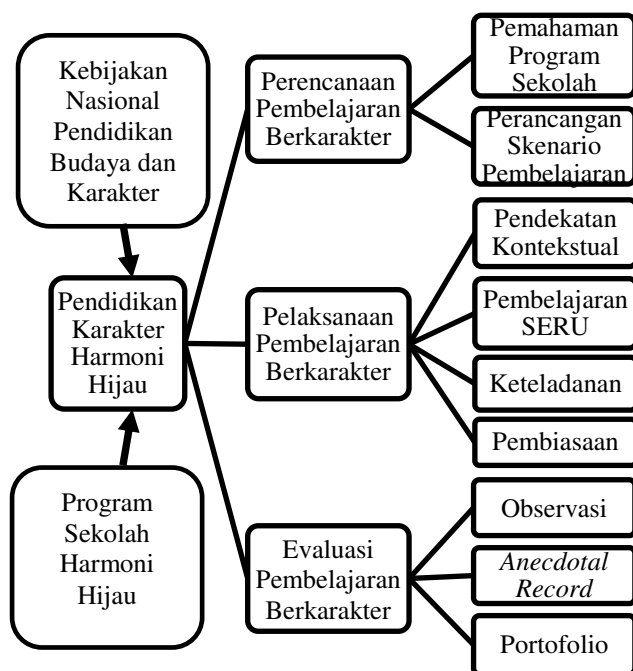 Kebijakan
Nasional
Pendidikan
Budaya dan
Karakter
Pendidikan
Karakter
Harmoni
Hijau
Program
Sekolah
Harmoni
Hijau
Perencanaan
Pembelajaran
Berkarakter
Pelaksanaan
Pembelajaran
Berkarakter
Evaluasi
Pembelajaran
Berkarakter
Pemahaman
Program
Sekolah
Perancangan
Skenario
Pembelajaran
Pendekatan
Kontekstual
Pembelajaran
SERU
Keteladanan
Pembiasaan
Observasi
Anecdotal
Record
Portofolio